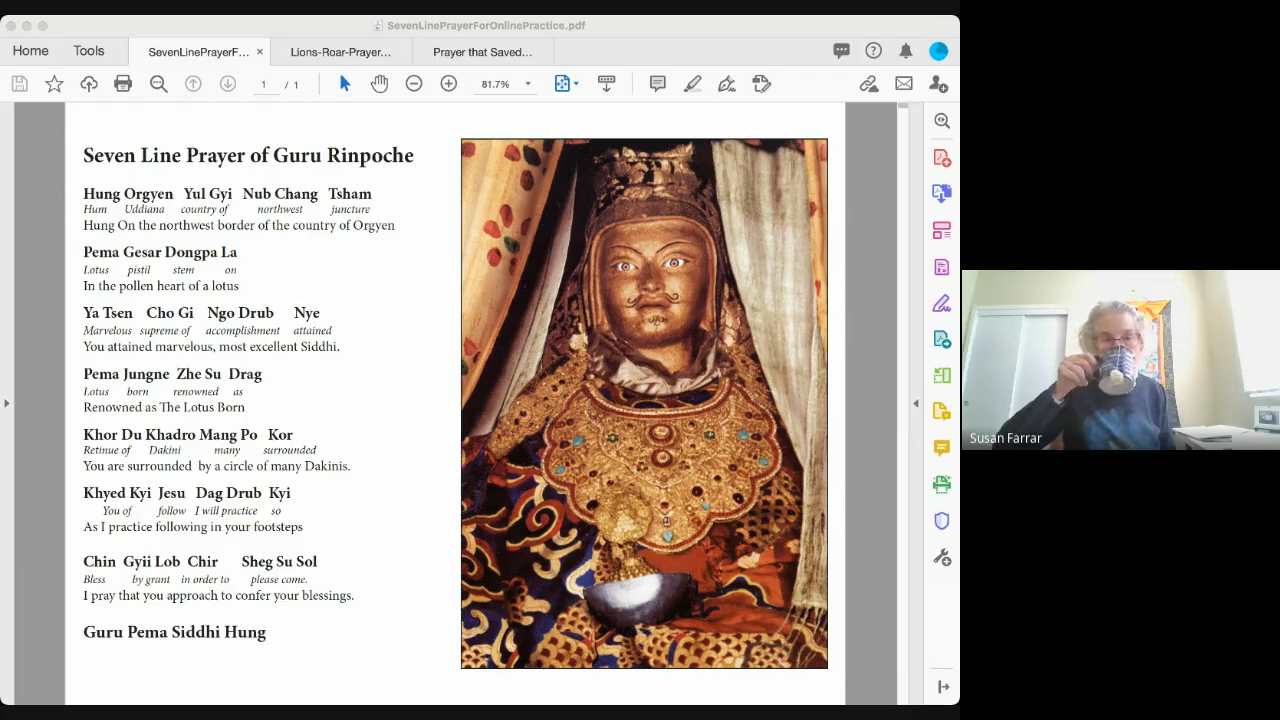 SevenLinePrayerForOnlinePractice.pdf
Home Tools SevenLinePrayerF... × Lions-Roar-Prayer... Prayer that Saved...
1 / 1 81.7%
Seven Line Prayer of Guru Rinpoche
Hung Orgyen Yul Gyi Nub Chang Tsham
Hum Uddiana country of northwest juncture
Hung On the northwest border of the country of Orgyen
Pema Gesar Dongpa La
Lotus pistil stem on
In the pollen heart of a lotus
Ya Tsen Cho Gi Ngo Drub Nye
Marvelous supreme of accomplishment attained
You attained marvelous, most excellent Siddhi.
Pema Jungne Zhe Su Drag
Lotus born renowned as
Renowned as The Lotus Born
Khor Du Khadro Mang Po Kor
Retinue of Dakini many surrounded
You are surrounded by a circle of many Dakinis.
Khyed Kyi Jesu Dag Drub Kyi
You of follow I will practice so
As I practice following in your footsteps
Chin Gyii Lob Chir Sheg Su Sol
Bless by grant in order to please come.
I pray that you approach to confer your blessings.
Guru Pema Siddhi Hung
Susan Farrar